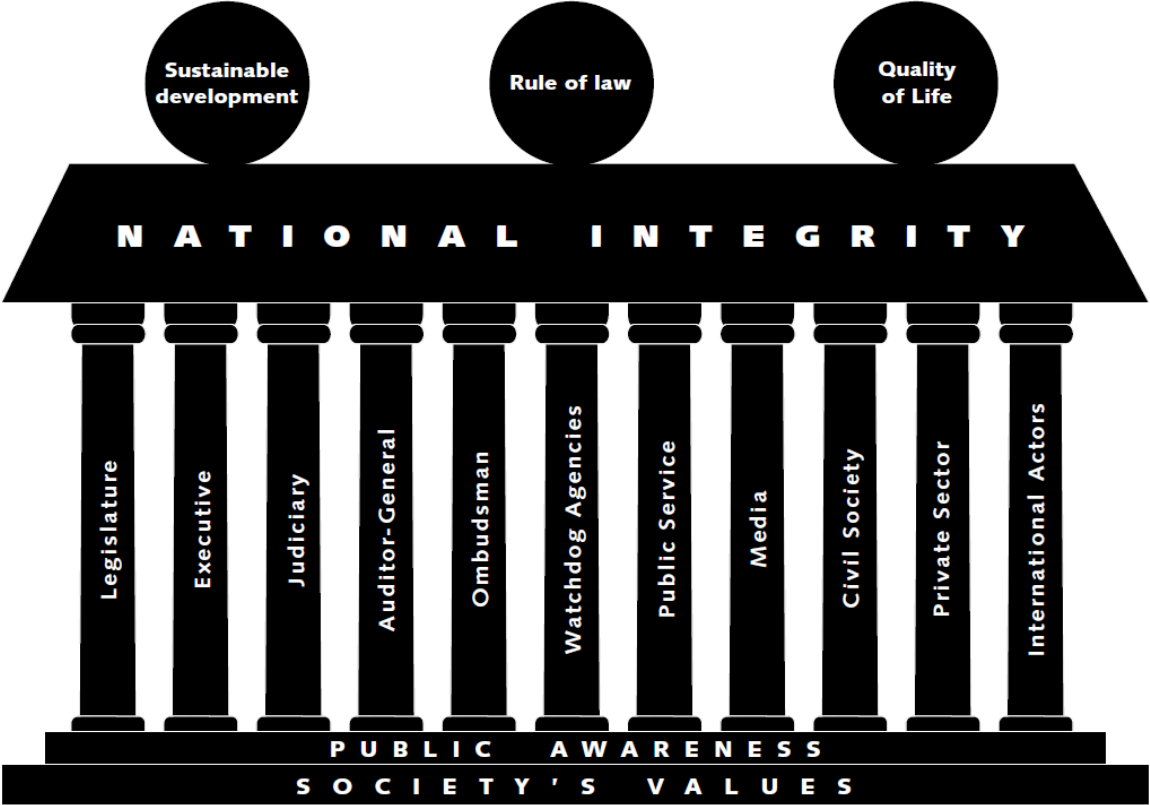 Sustainable
development
Rule of law
Quality
of Life
NATIONAL INTEGRITY
Legislature
Executive
Judiciary
Auditor-General
Ombudsman
Watchdog Agencies
Public Service
Media
Civil Society
Private Sector
International Actors
PUBLIC AWARENESS
SOCIETY'S VALUES